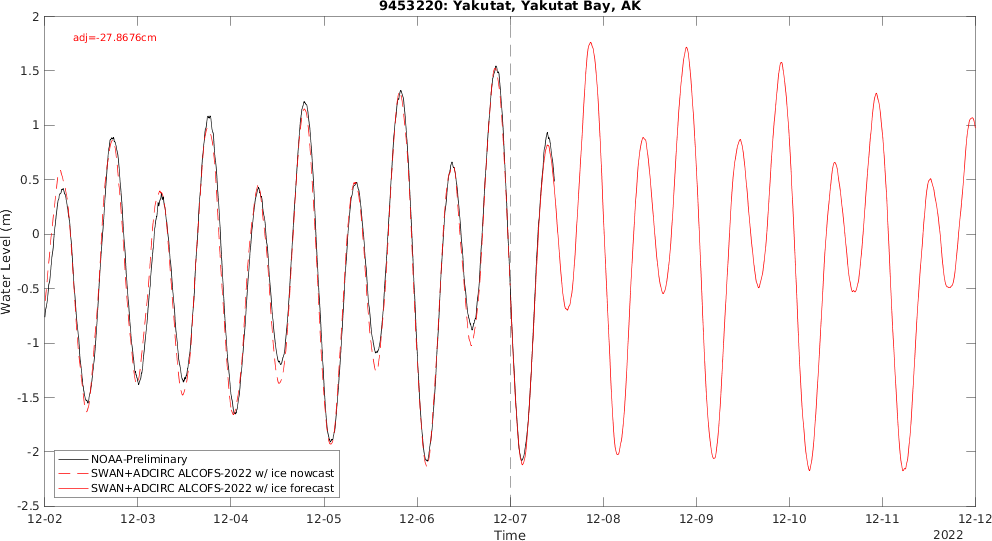 9453220: Yakutat, Yakutat Bay, AK
adj=-27.8676cm
2
1.5
1
0.5
0
-0.5
-1
-1.5
-2
-2.5
Water Level (m)
NOAA-Preliminary
SWAN+ADCIRC ALCOFS-2022 w/ ice nowcast
SWAN+ADCIRC ALCOFS-2022 w/ ice forecast
12-02 12-03 12-04 12-05 12-06 12-07 12-08 12-09 12-10 12-11 12-12
Time
2022